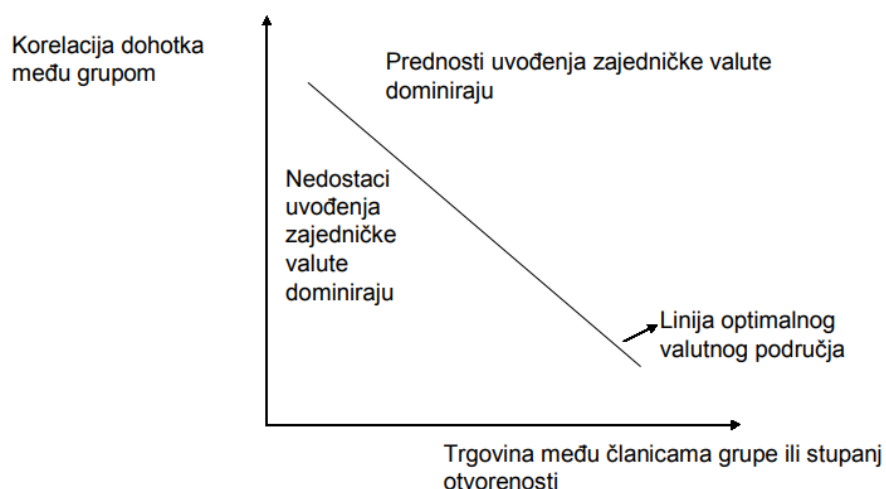 Korelacija dohotka
među grupom
Prednosti uvođenja zajedničke valute
dominiraju
Nedostaci
uvođenja
zajedničke
valute
dominiraju
Linija optimalnog
valutnog područja
Trgovina među članicama grupe ili stupanj
otvorenosti